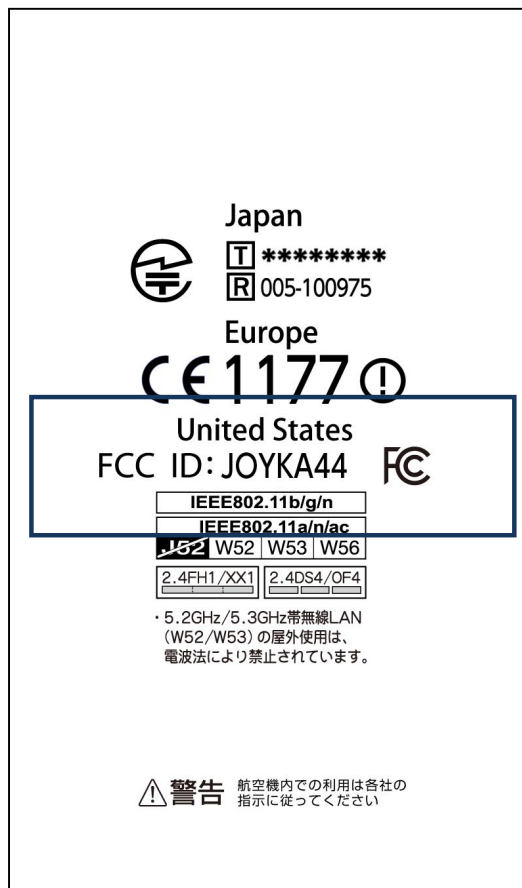 Japan
T ********
R 005-100975
Europe
CE1177
United States
FCC ID: JOYKA44 FC
IEEE802.11b/g/n
IEEE802.11a/n/ac
J52 W52 W53 W56
2.4FH1/XX1 2.4DS4/OF4
・5.2GHz/5.3GHz帯無線LAN
(W52/W53)の屋外使用は、
電波法により禁止されています。
警告 航空機内での利用は各社の
指示に従ってください